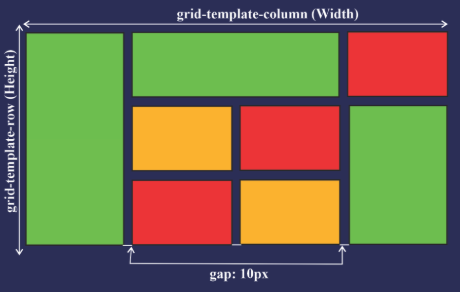 grid-template-column (Width)
grid-template-row (Height)
gap: 10px